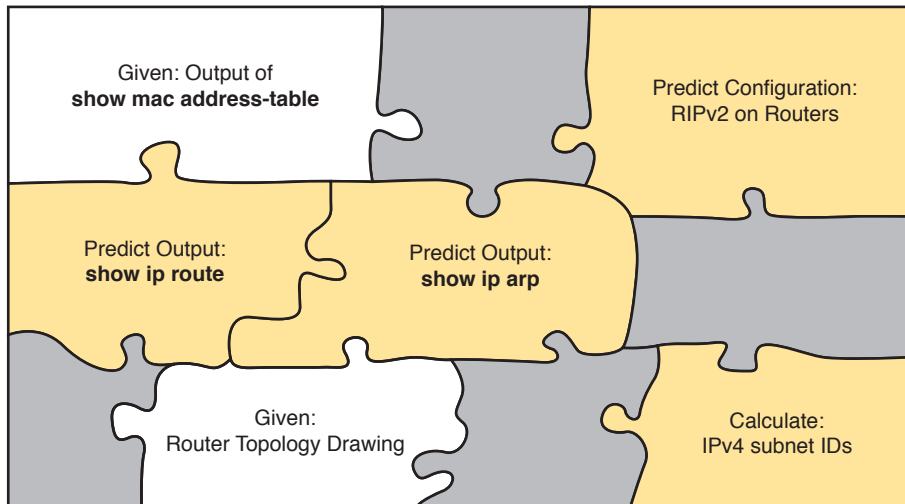 Given: Output of
show mac address-table
Predict Configuration:
RIPv2 on Routers
Predict Output:
show ip route
Predict Output:
show ip arp
Given:
Router Topology Drawing
Calculate:
IPv4 subnet IDs